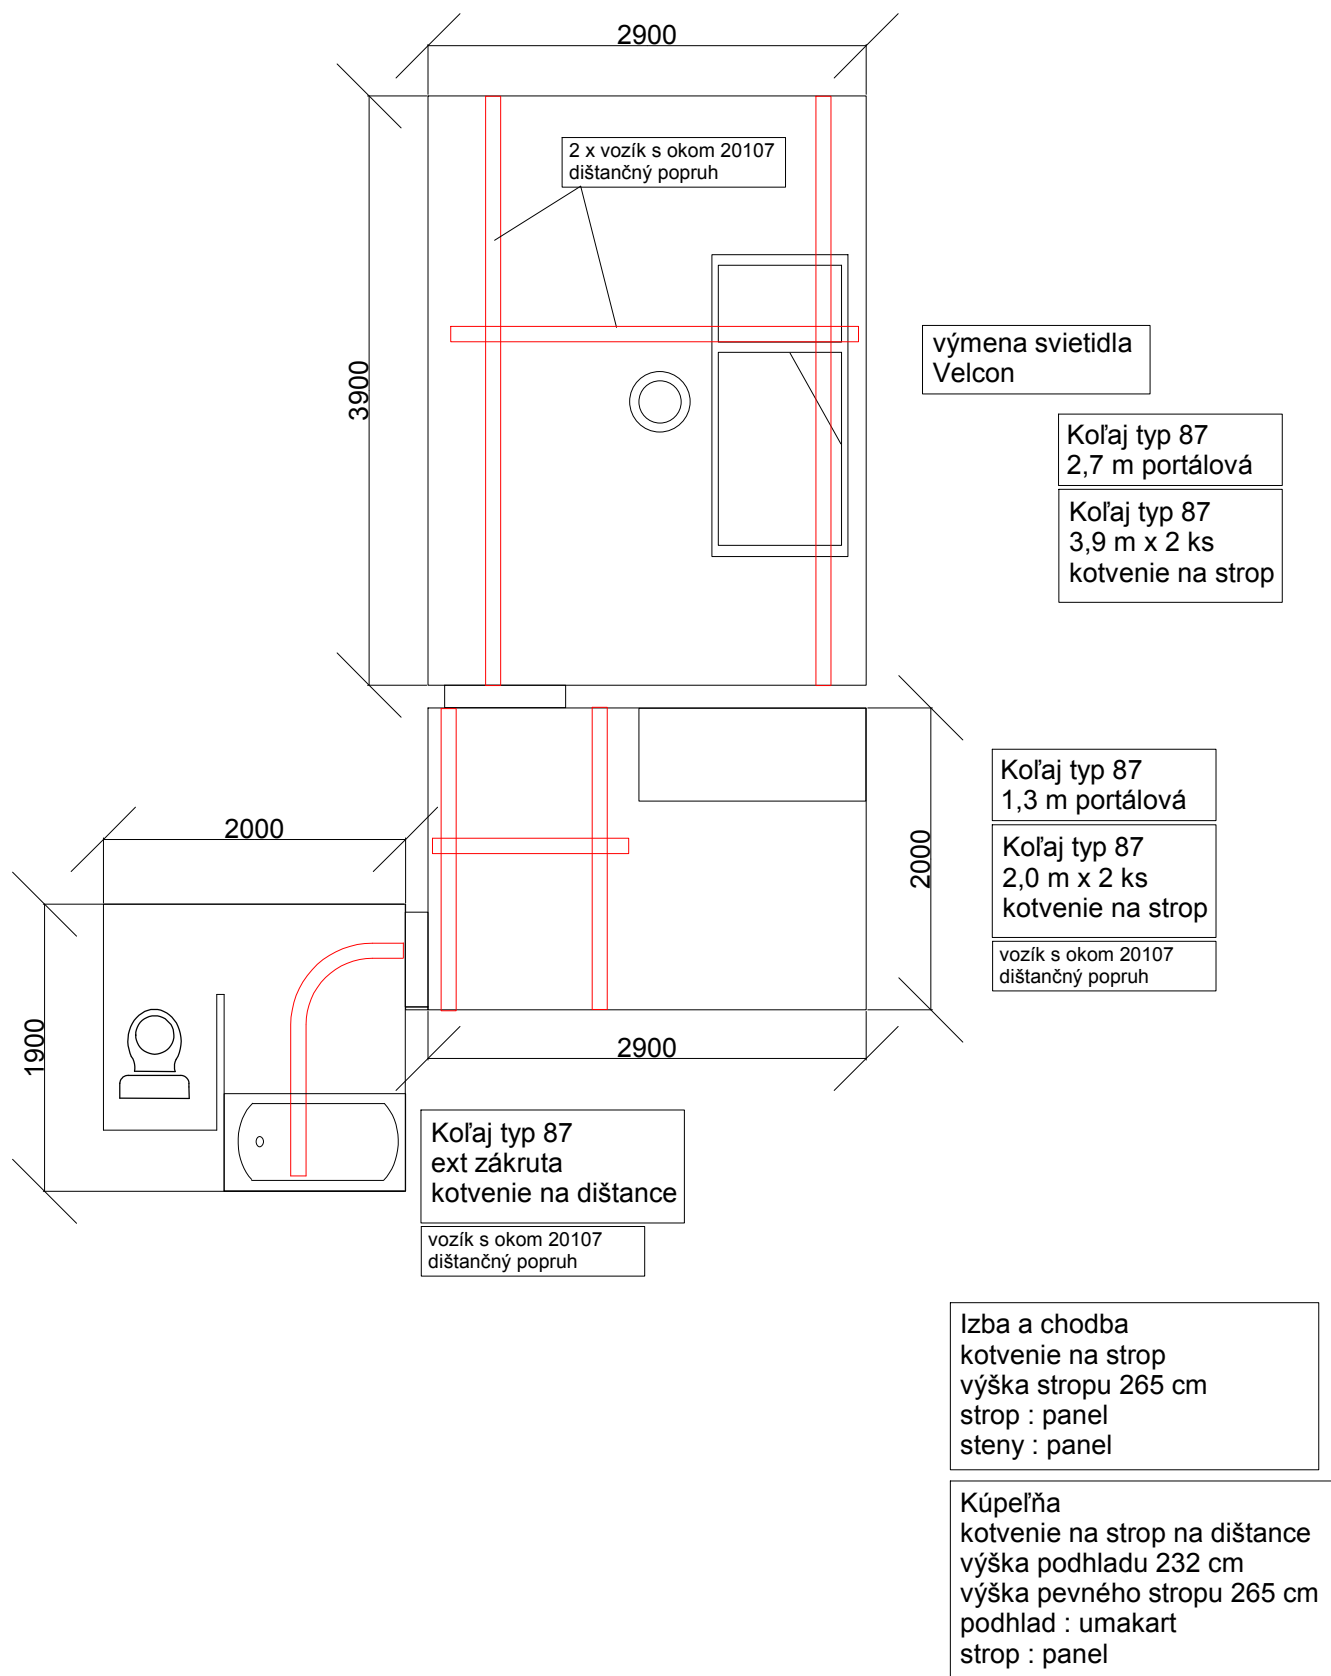 2900
2 x vozík s okom 20107
dištančný popruh
3900
výmena svietidla
Velcon
Koľaj typ 87
2,7 m portálová
Koľaj typ 87
3,9 m x 2 ks
kotvenie na strop
Koľaj typ 87
1,3 m portálová
2000
2000
Koľaj typ 87
2,0 m x 2 ks
kotvenie na strop
vozík s okom 20107
dištančný popruh
1900
2900
Koľaj typ 87
ext zákruta
kotvenie na dištance
vozík s okom 20107
dištančný popruh
Izba a chodba
kotvenie na strop
výška stropu 265 cm
strop : panel
steny : panel
Kúpeľňa
kotvenie na strop na dištance
výška podhladu 232 cm
výška pevného stropu 265 cm
podhlad : umakart
strop : panel